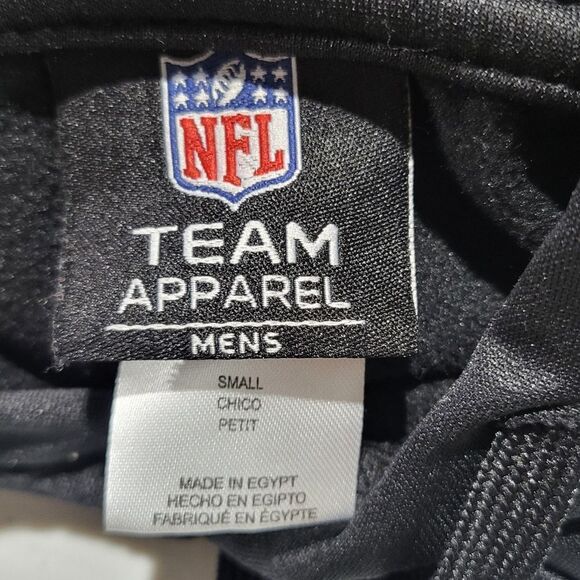 NFL
TEAM
APPAREL
MENS
SMALL
CHICO
PETIT
MADE IN EGYPT
HECHO EN EGIPTO
FABRIQUÉ EN ÉGYPTE